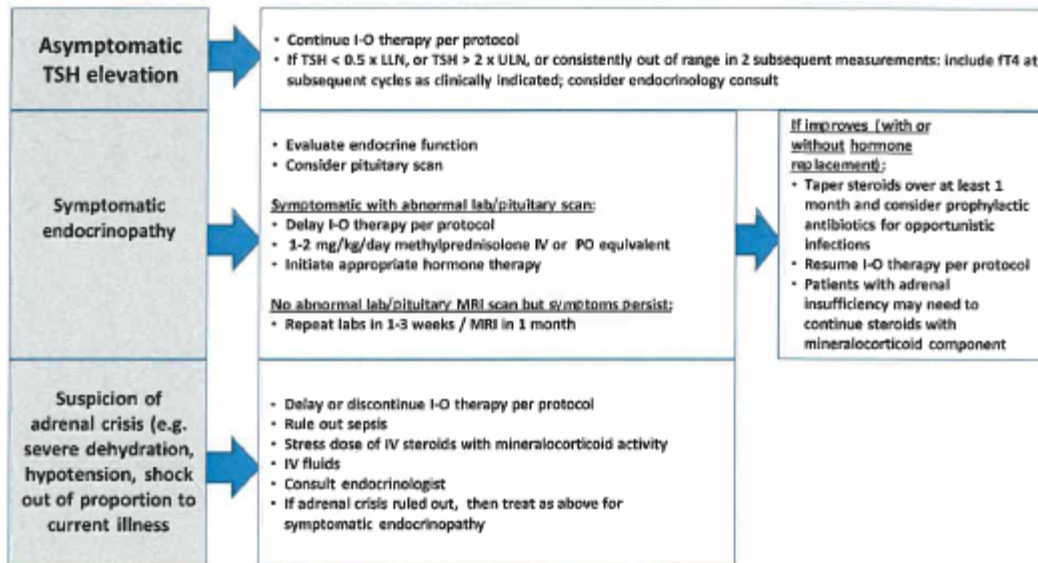 Asymptomatic
TSH elevation
• Continue I-O therapy per protocol
• If TSH < 0.5 x LLN, or TSH > 2 x ULN, or consistently out of range in 2 subsequent measurements: include fT4 at
subsequent cycles as clinically indicated; consider endocrinology consult
Symptomatic
endocrinopathy
• Evaluate endocrine function
• Consider pituitary scan
Symptomatic with abnormal lab/pituitary scan:
• Delay I-O therapy per protocol
• 1-2 mg/kg/day methylprednisolone IV or PO equivalent
• Initiate appropriate hormone therapy
No abnormal lab/pituitary MRI scan but symptoms persist:
• Repeat labs in 1-3 weeks / MRI in 1 month
If improves (with or
without hormone
replacement):
• Taper steroids over at least 1
month and consider prophylactic
antibiotics for opportunistic
infections
• Resume I-O therapy per protocol
• Patients with adrenal
insufficiency may need to
continue steroids with
mineralocorticoid component
Suspicion of
adrenal crisis (e.g.
severe dehydration,
hypotension, shock
out of proportion to
current illness
• Delay or discontinue I-O therapy per protocol
• Rule out sepsis
• Stress dose of IV steroids with mineralocorticoid activity
• IV fluids
• Consult endocrinologist
• If adrenal crisis ruled out, then treat as above for
symptomatic endocrinopathy